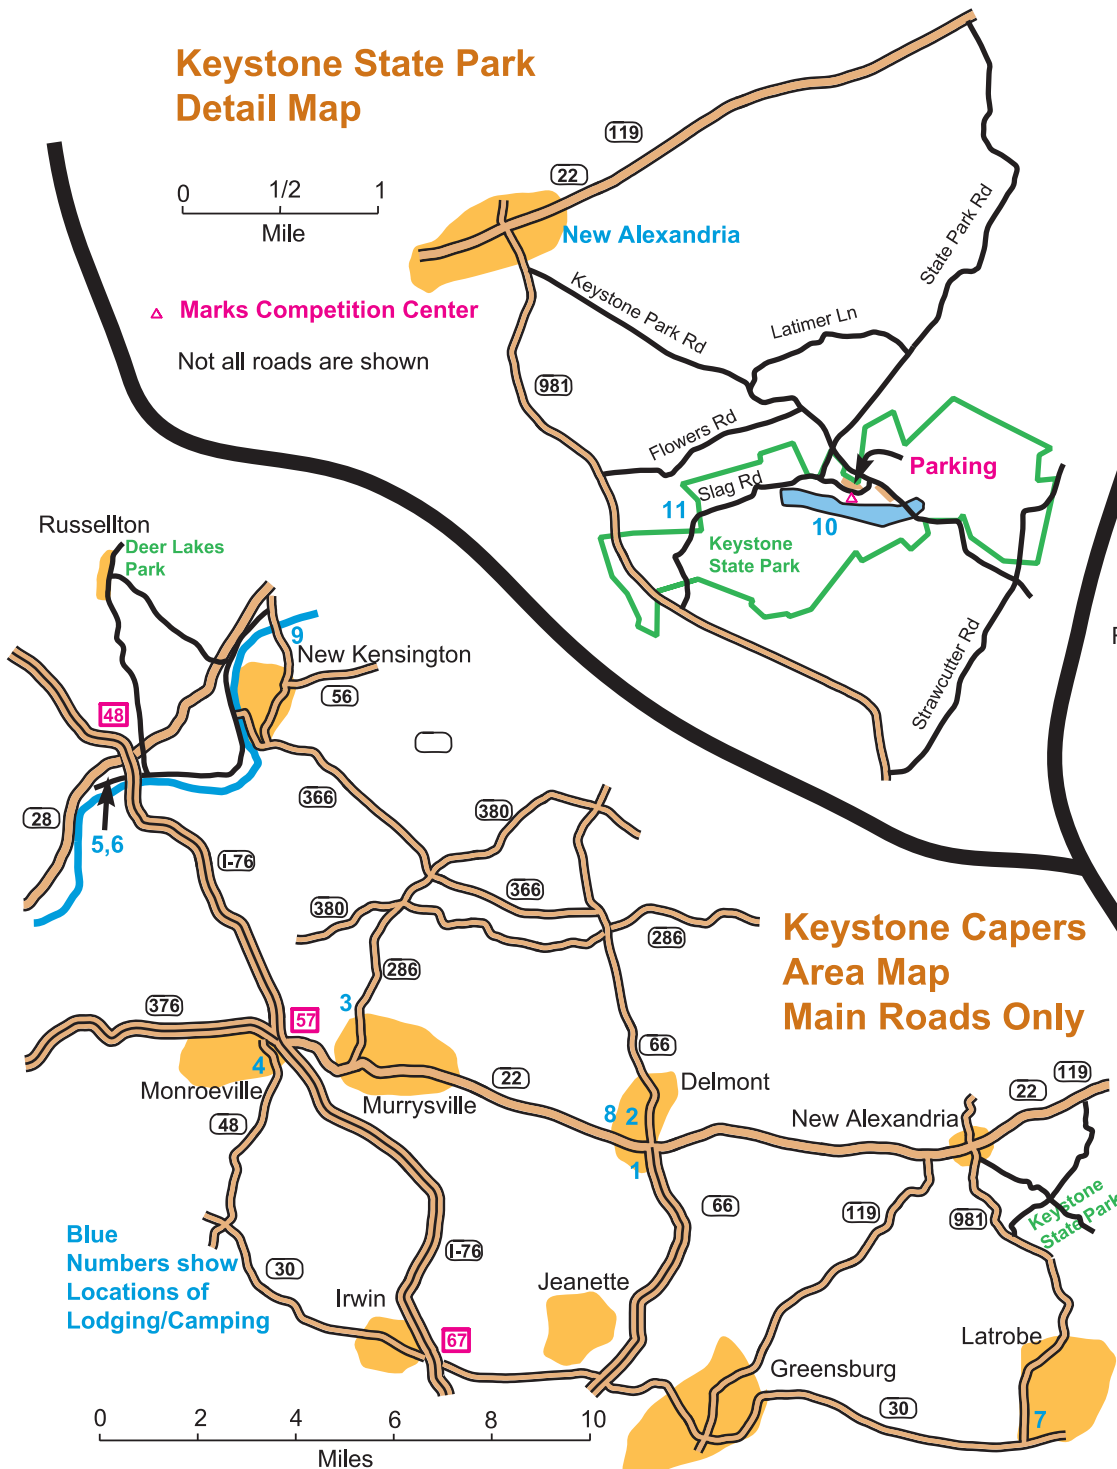 Keystone State Park
Detail Map
0 1/2 1
Mile
Marks Competition Center
Not all roads are shown
119
22
New Alexandria
Keystone Park Rd
State Park Rd
Latimer Ln
981
Flowers Rd
Slag Rd
Parking
11
10
Keystone
State Park
Strawcutter Rd
Russellton
Deer Lakes
Park
9
New Kensington
56
48
28
5,6
366
380
I-76
366
380
286
286
Keystone Capers
Area Map
Main Roads Only
376
57
3
4
Monroeville
Murrysville
22
66
Delmont
8 2
1
New Alexandria
22
119
48
66
119
981
Keystone
State Park
Blue
Numbers show
Locations of
Lodging/Camping
30
I-76
Irwin
Jeanette
67
Latrobe
Greensburg
30
7
0 2 4 6 8 10
Miles